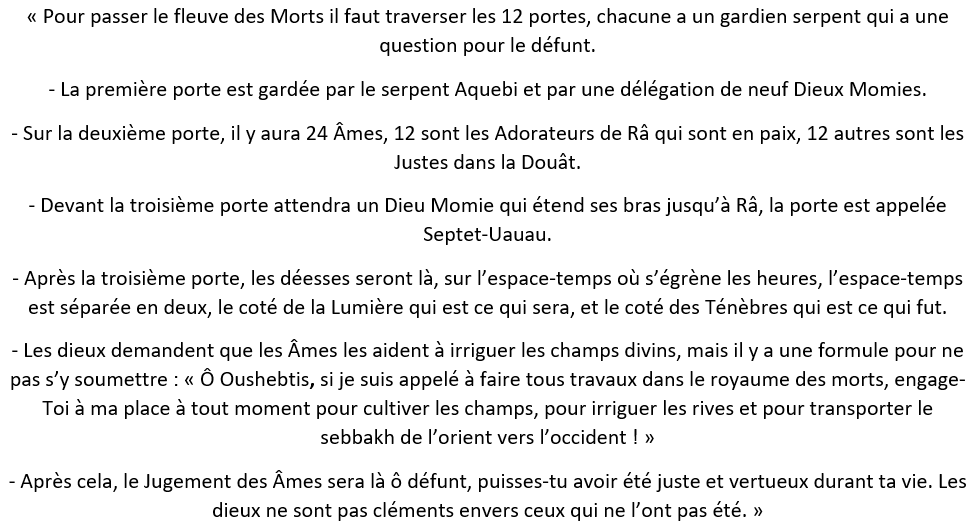 « Pour passer le fleuve des Morts il faut traverser les 12 portes, chacune a un gardien serpent qui a une
question pour le défunt.
- La première porte est gardée par le serpent Aquebi et par une délégation de neuf Dieux Momies.
- Sur la deuxième porte, il y aura 24 Âmes, 12 sont les Adorateurs de Râ qui sont en paix, 12 autres sont les
Justes dans la Douât.
- Devant la troisième porte attendra un Dieu Momie qui étend ses bras jusqu’à Râ, la porte est appelée
Septet-Uauau.
- Après la troisième porte, les déesses seront là, sur l’espace-temps où s’égrène les heures, l’espace-temps
est séparée en deux, le coté de la Lumière qui est ce qui sera, et le coté des Ténèbres qui est ce qui fut.
- Les dieux demandent que les Âmes les aident à irriguer les champs divins, mais il y a une formule pour ne
pas s’y soumettre : « Ô Oushebtis, si je suis appelé à faire tous travaux dans le royaume des morts, engage-
Toi à ma place à tout moment pour cultiver les champs, pour irriguer les rives et pour transporter le
sebbakh de l’orient vers l’occident ! »
- Après cela, le Jugement des Âmes sera là ô défunt, puisses-tu avoir été juste et vertueux durant ta vie. Les
dieux ne sont pas cléments envers ceux qui ne l’ont pas été. »